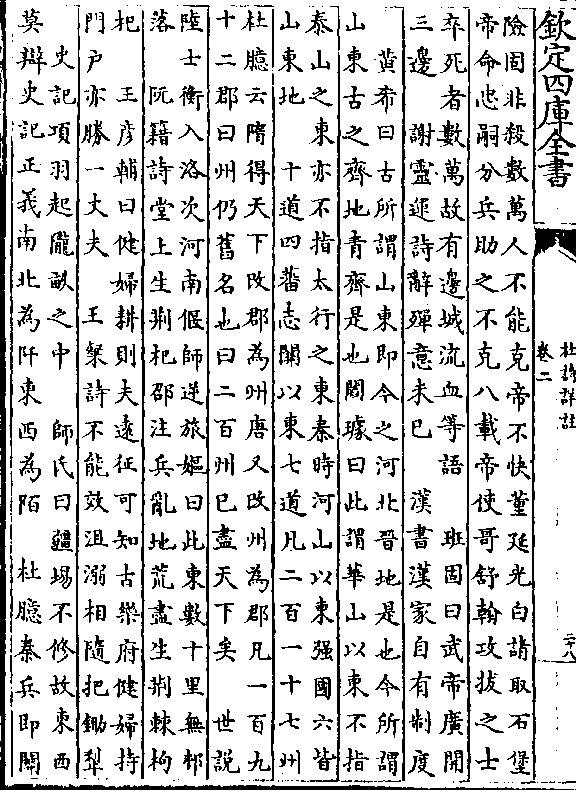 欽定四庫全書
杜詩詳註
卷二
二十八
險固非殺數萬人不能克帝不快董延光自請取石堡
帝命忠嗣分兵助之不克八載帝使哥舒翰攻拔之士
卒死者數萬故有邊城流血等語　班固曰武帝廣開
三邊　謝靈運詩辭殫意未已　漢書漢家自有制度
黄希曰古所謂山東即今之河北晉地是也今所謂
山東古之齊地青齊是也閻璩曰此謂華山以東不指
泰山之東亦不指太行之東秦時河山以東强國六皆
山東地　十道四蕃志關以東七道凡二百一十七州
杜臆云隋得天下改郡為州唐又改州為郡凡一百九
十二郡曰州仍舊名也曰二百州已盡天下矣　世説
陸士衡入洛次河南偃師逆旅嫗曰此東數十里無邨
落　阮籍詩堂上生荆杞邵注兵亂地荒盡生荆棘枸
杞　王彦輔曰健婦耕則夫遠征可知古樂府健婦持
門户亦勝一丈夫　王粲詩不能效沮溺相隨把鋤犂
史記項羽起隴畝之中　師氏曰疆埸不修故東西
莫辯史記正義南北為阡東西為陌　杜臆秦兵即關